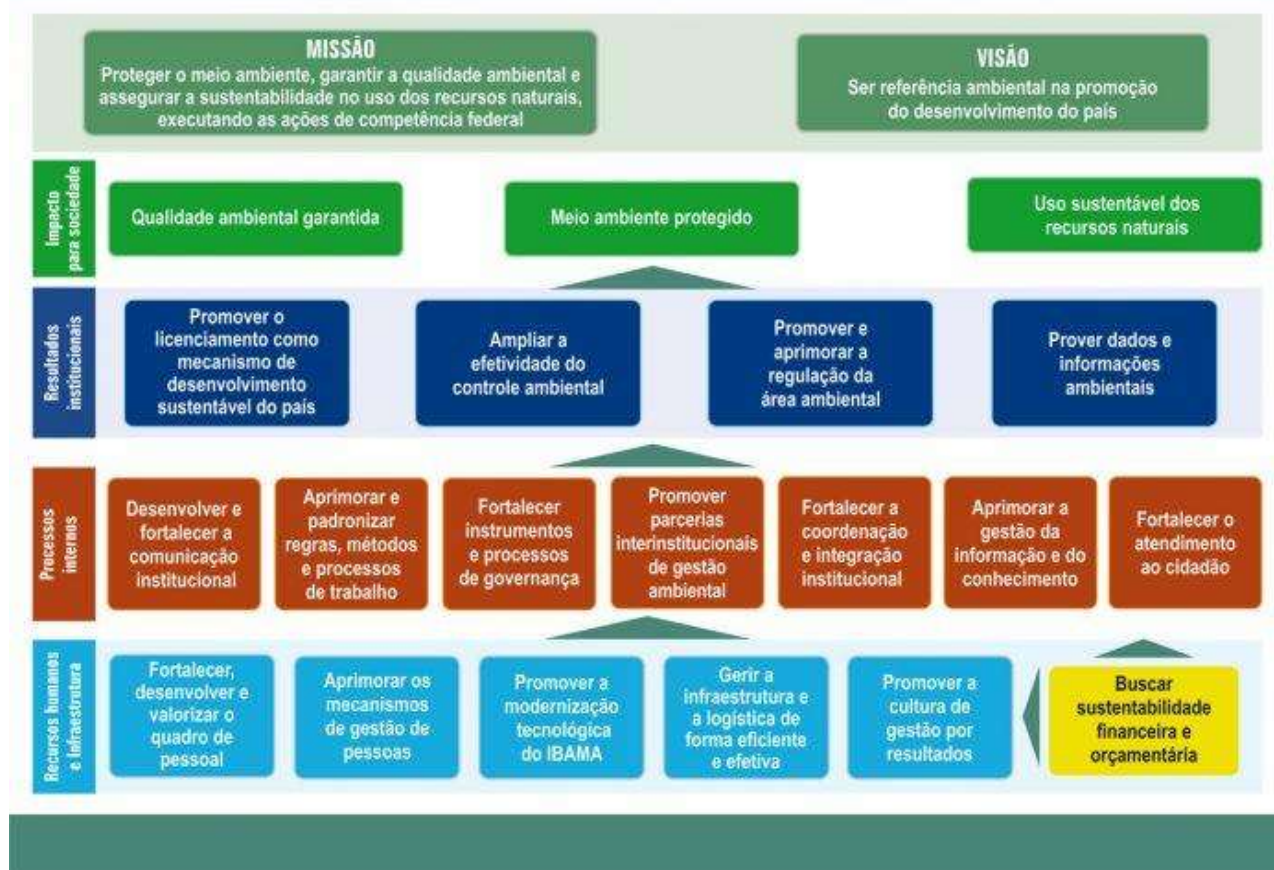 MISSÃO
Proteger o meio ambiente, garantir a qualidade ambiental e
assegurar a sustentabilidade no uso dos recursos naturais,
executando as ações de competência federal
VISÃO
Ser referência ambiental na promoção
do desenvolvimento do país
Impacto
para sociedade
Qualidade ambiental garantida
Meio ambiente protegido
Uso sustentável dos
recursos naturais
Resultados
institucionais
Promover o
licenciamento como
mecanismo de
desenvolvimento
sustentável do país
Ampliar a
efetividade do
controle ambiental
Promover e
aprimorar a
regulação da
área ambiental
Prover dados e
informações
ambientais
Processos
internos
Desenvolver e
fortalecer a
comunicação
institucional
Aprimorar e
padronizar
regras, métodos
e processos
de trabalho
Fortalecer
instrumentos
e processos
de governança
Promover
parcerias
interinstitucionais
de gestão
ambiental
Fortalecer a
coordenação
e integração
institucional
Aprimorar a
gestão da
informação e do
conhecimento
Fortalecer o
atendimento
ao cidadão
Recursos humanos
e infraestrutura
Fortalecer,
desenvolver e
valorizar o
quadro de
pessoal
Aprimorar os
mecanismos
de gestão de
pessoas
Promover a
modernização
tecnológica
do IBAMA
Gerir a
infraestrutura e
a logística de
forma eficiente
e efetiva
Promover a
cultura de
gestão por
resultados
Buscar
sustentabilidade
financeira e
orçamentária